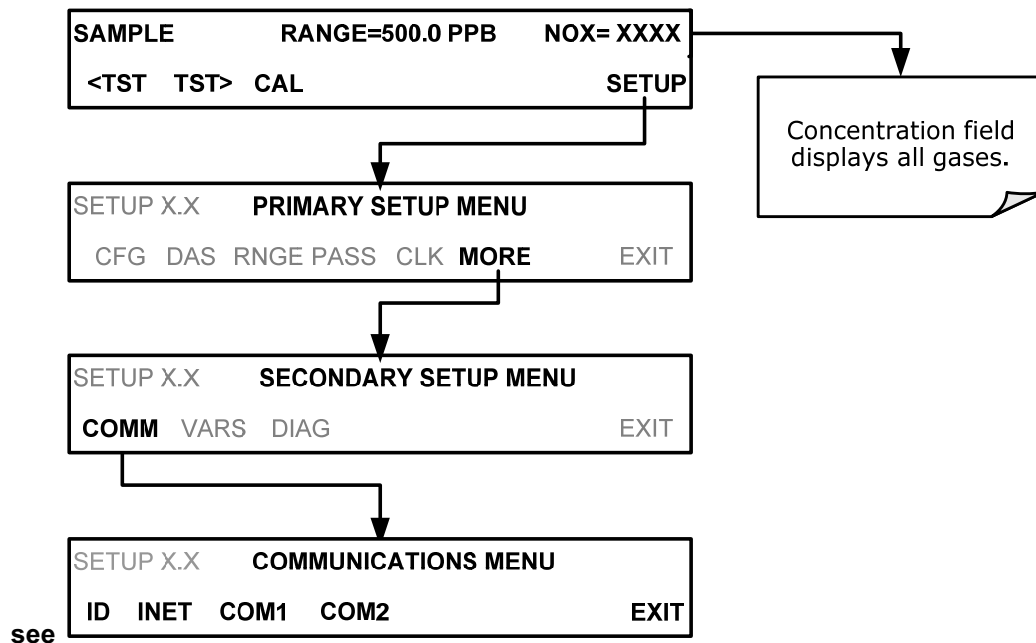 SAMPLE RANGE=500.0 PPB NOX= XXXX
<TST TST> CAL SETUP
Concentration field
displays all gases.
SETUP X.X PRIMARY SETUP MENU
CFG DAS RNGE PASS CLK MORE EXIT
SETUP X.X SECONDARY SETUP MENU
COMM VARS DIAG EXIT
SETUP X.X COMMUNICATIONS MENU
ID INET COM1 COM2 EXIT
see